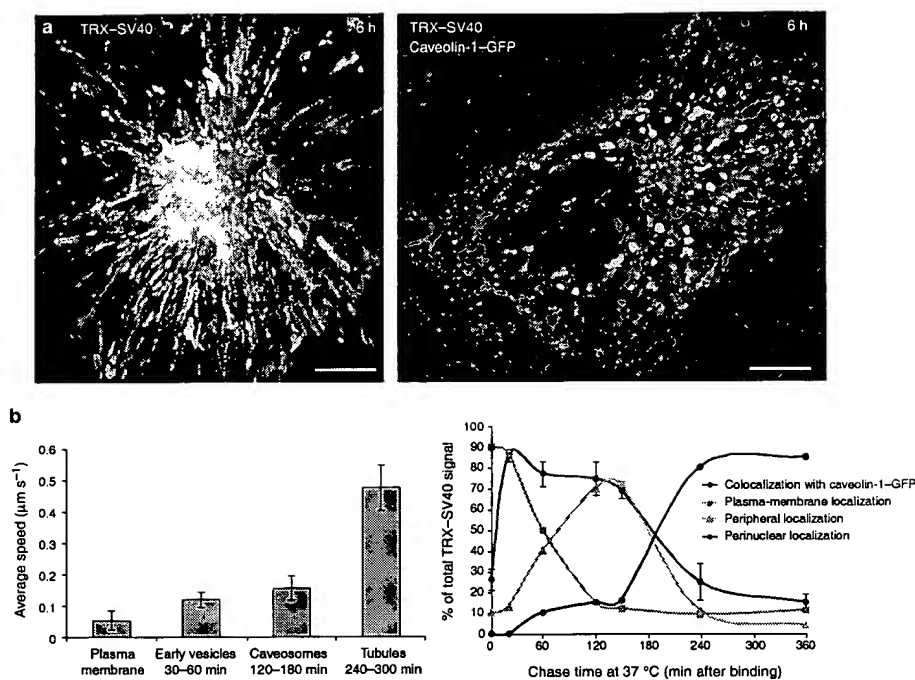 a TRX–SV40 6 h
TRX–SV40 6 h
Caveolin-1–GFP
b
Average speed (µm s⁻¹)
0.6
0.5
0.4
0.3
0.2
0.1
0
Plasma membrane
Early vesicles 30–60 min
Caveosomes 120–180 min
Tubules 240–300 min
% of total TRX–SV40 signal
100
90
80
70
60
50
40
30
20
10
0
0 60 120 180 240 300 360
Chase time at 37 °C (min after binding)
Colocalization with caveolin-1–GFP
Plasma-membrane localization
Peripheral localization
Perinuclear localization